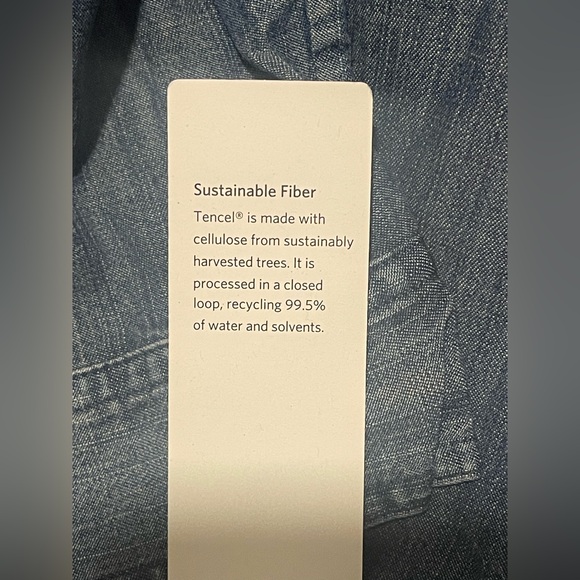 Sustainable Fiber
Tencel® is made with
cellulose from sustainably
harvested trees. It is
processed in a closed
loop, recycling 99.5%
of water and solvents.